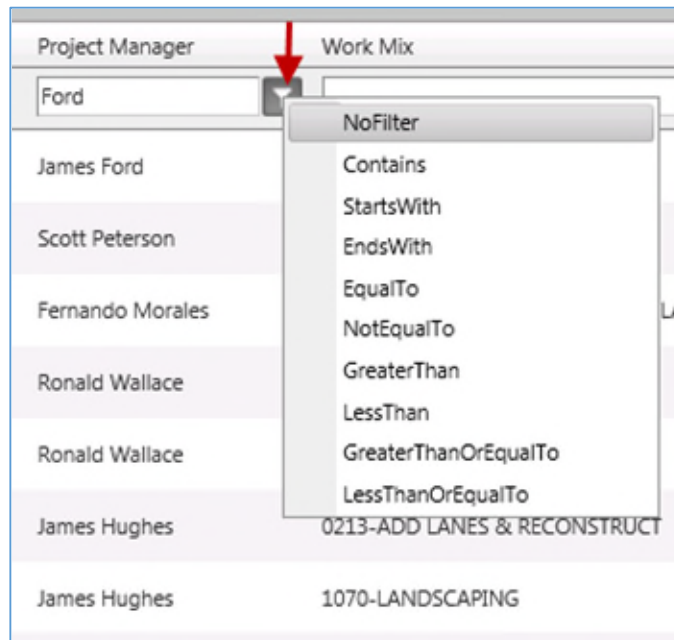 Project Manager Work Mix
Ford
NoFilter
Contains
StartsWith
EndsWith
EqualTo
NotEqualTo
GreaterThan
LessThan
GreaterThanOrEqualTo
LessThanOrEqualTo
James Ford
Scott Peterson
Fernando Morales
Ronald Wallace
Ronald Wallace
James Hughes 0213-ADD LANES & RECONSTRUCT
James Hughes 1070-LANDSCAPING